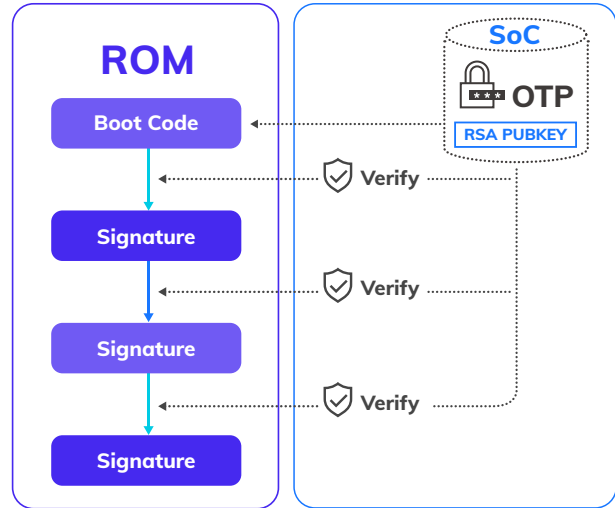 ROM
Boot Code
Signature
Signature
Signature
SoC
*** OTP
RSA PUBKEY
Verify
Verify
Verify